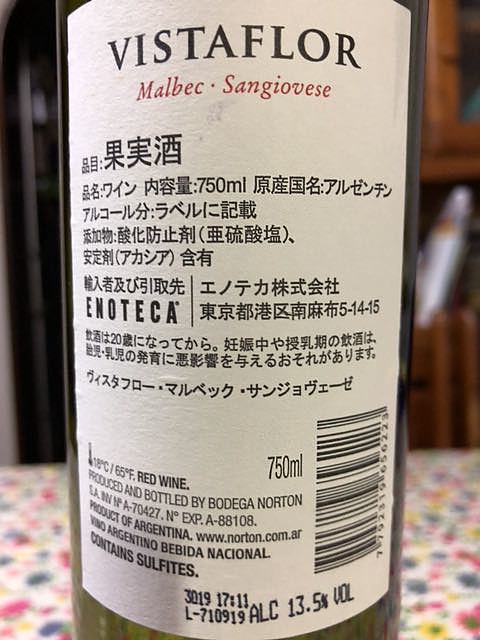 VISTAFLOR
Malbec · Sangiovese
品目:果実酒
品名:ワイン 内容量:750ml 原産国名:アルゼンチン
アルコール分:ラベルに記載
添加物:酸化防止剤(亜硫酸塩)、
安定剤(アカシア)含有
輸入者及び引取先 エノテカ株式会社
ENOTECA 東京都港区南麻布5-14-15
飲酒は20歳になってから。妊娠中や授乳期の飲酒は、
胎児・乳児の発育に悪影響を与えるおそれがあります。
ヴィスタフロー・マルベック・サンジョヴェーゼ
18°C / 65°F. RED WINE.
PRODUCED AND BOTTLED BY BODEGA NORTON
E.A. INV Nº A-70427. Nº EXP. A-88108.
PRODUCT OF ARGENTINA. www.norton.com.ar
VINO ARGENTINO BEBIDA NACIONAL.
CONTAINS SULFITES.
750ml
7 792319 656223
3019 17:11
L-710919 ALC 13.5% VOL